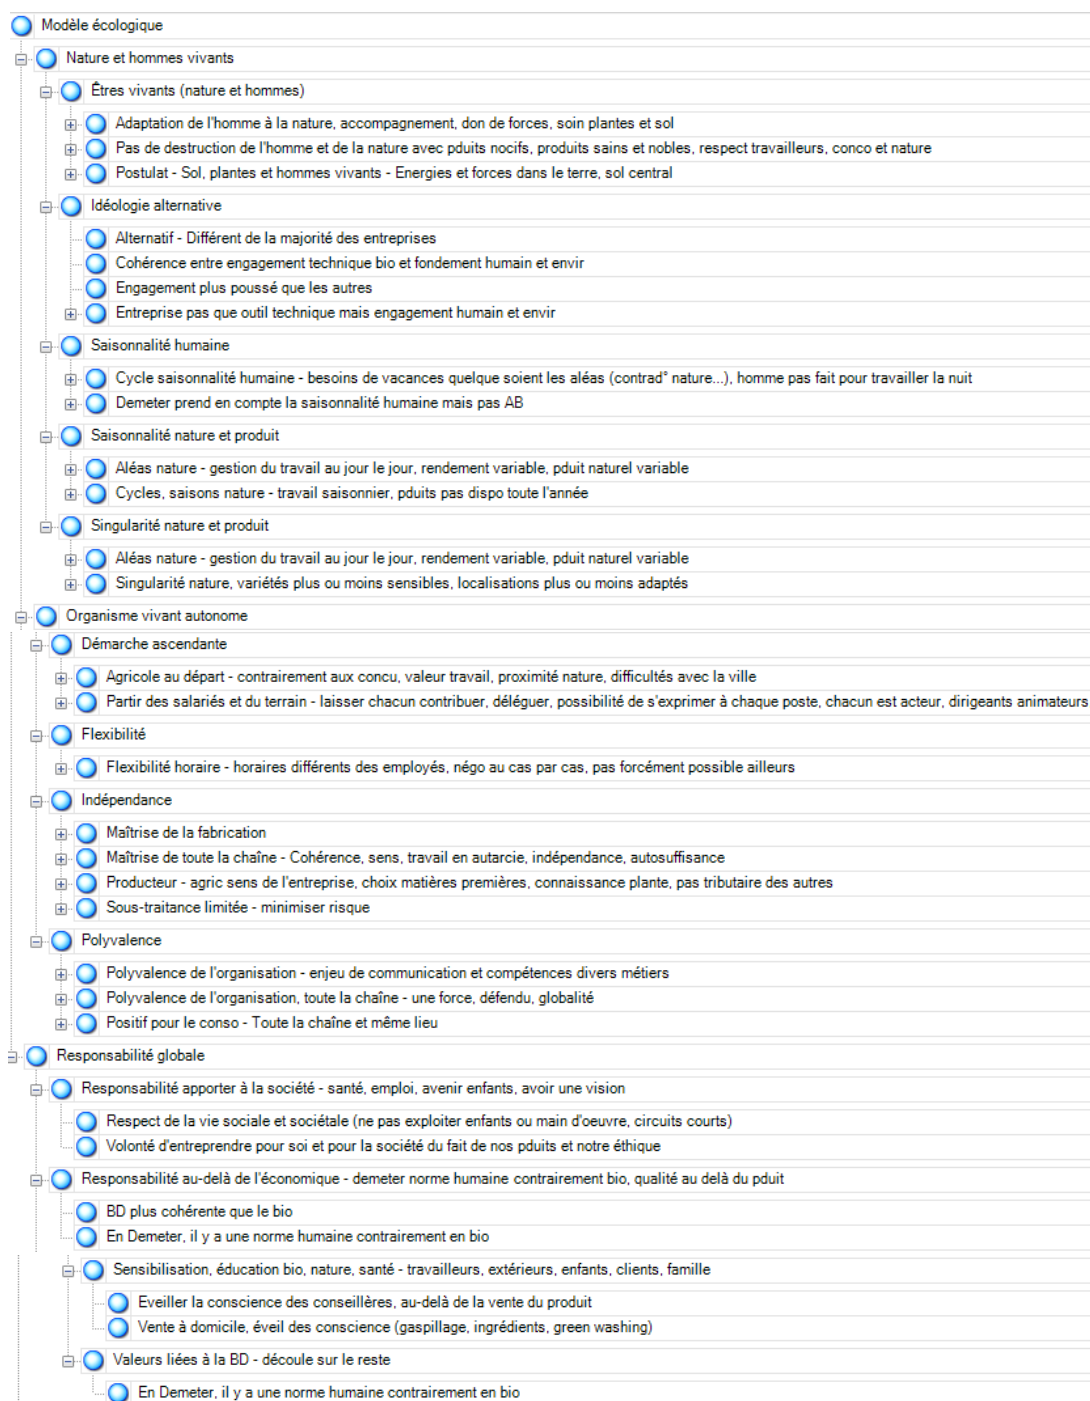 Modèle écologique
Nature et hommes vivants
Êtres vivants (nature et hommes)
Adaptation de l'homme à la nature, accompagnement, don de forces, soin plantes et sol
Pas de destruction de l'homme et de la nature avec pduits nocifs, produits sains et nobles, respect travailleurs, conco et nature
Postulat - Sol, plantes et hommes vivants - Energies et forces dans le terre, sol central
Idéologie alternative
Alternatif - Différent de la majorité des entreprises
Cohérence entre engagement technique bio et fondement humain et envir
Engagement plus poussé que les autres
Entreprise pas que outil technique mais engagement humain et envir
Saisonnalité humaine
Cycle saisonnalité humaine - besoins de vacances quelque soient les aléas (contrad° nature...), homme pas fait pour travailler la nuit
Demeter prend en compte la saisonnalité humaine mais pas AB
Saisonnalité nature et produit
Aléas nature - gestion du travail au jour le jour, rendement variable, pduit naturel variable
Cycles, saisons nature - travail saisonnier, pduits pas dispo toute l'année
Singularité nature et produit
Aléas nature - gestion du travail au jour le jour, rendement variable, pduit naturel variable
Singularité nature, variétés plus ou moins sensibles, localisations plus ou moins adaptés
Organisme vivant autonome
Démarche ascendante
Agricole au départ - contrairement aux concu, valeur travail, proximité nature, difficultés avec la ville
Partir des salariés et du terrain - laisser chacun contribuer, déléguer, possibilité de s'exprimer à chaque poste, chacun est acteur, dirigeants animateurs
Flexibilité
Flexibilité horaire - horaires différents des employés, négo au cas par cas, pas forcément possible ailleurs
Indépendance
Maîtrise de la fabrication
Maîtrise de toute la chaîne - Cohérence, sens, travail en autarcie, indépendance, autosuffisance
Producteur - agric sens de l'entreprise, choix matières premières, connaissance plante, pas tributaire des autres
Sous-traitance limitée - minimiser risque
Polyvalence
Polyvalence de l'organisation - enjeu de communication et compétences divers métiers
Polyvalence de l'organisation, toute la chaîne - une force, défendu, globalité
Positif pour le conso - Toute la chaîne et même lieu
Responsabilité globale
Responsabilité apporter à la société - santé, emploi, avenir enfants, avoir une vision
Respect de la vie sociale et sociétale (ne pas exploiter enfants ou main d'oeuvre, circuits courts)
Volonté d'entreprendre pour soi et pour la société du fait de nos pduits et notre éthique
Responsabilité au-delà de l'économique - demeter norme humaine contrairement bio, qualité au delà du pduit
BD plus cohérente que le bio
En Demeter, il y a une norme humaine contrairement en bio
Sensibilisation, éducation bio, nature, santé - travailleurs, extérieurs, enfants, clients, famille
Eveiller la conscience des conseillères, au-delà de la vente du produit
Vente à domicile, éveil des conscience (gaspillage, ingrédients, green washing)
Valeurs liées à la BD - découle sur le reste
En Demeter, il y a une norme humaine contrairement en bio